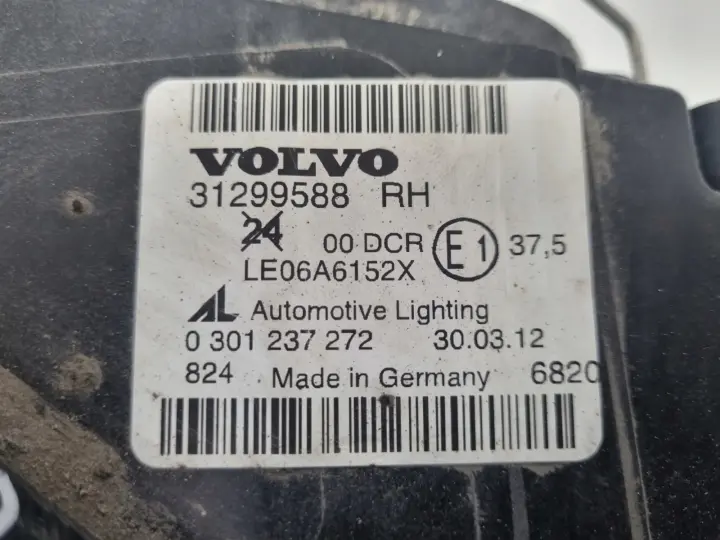 VOLVO
31299588 RH
24 00 DCR E1 37,5
LE06A6152X
AL Automotive Lighting
0 301 237 272 30.03.12
824 Made in Germany 6820